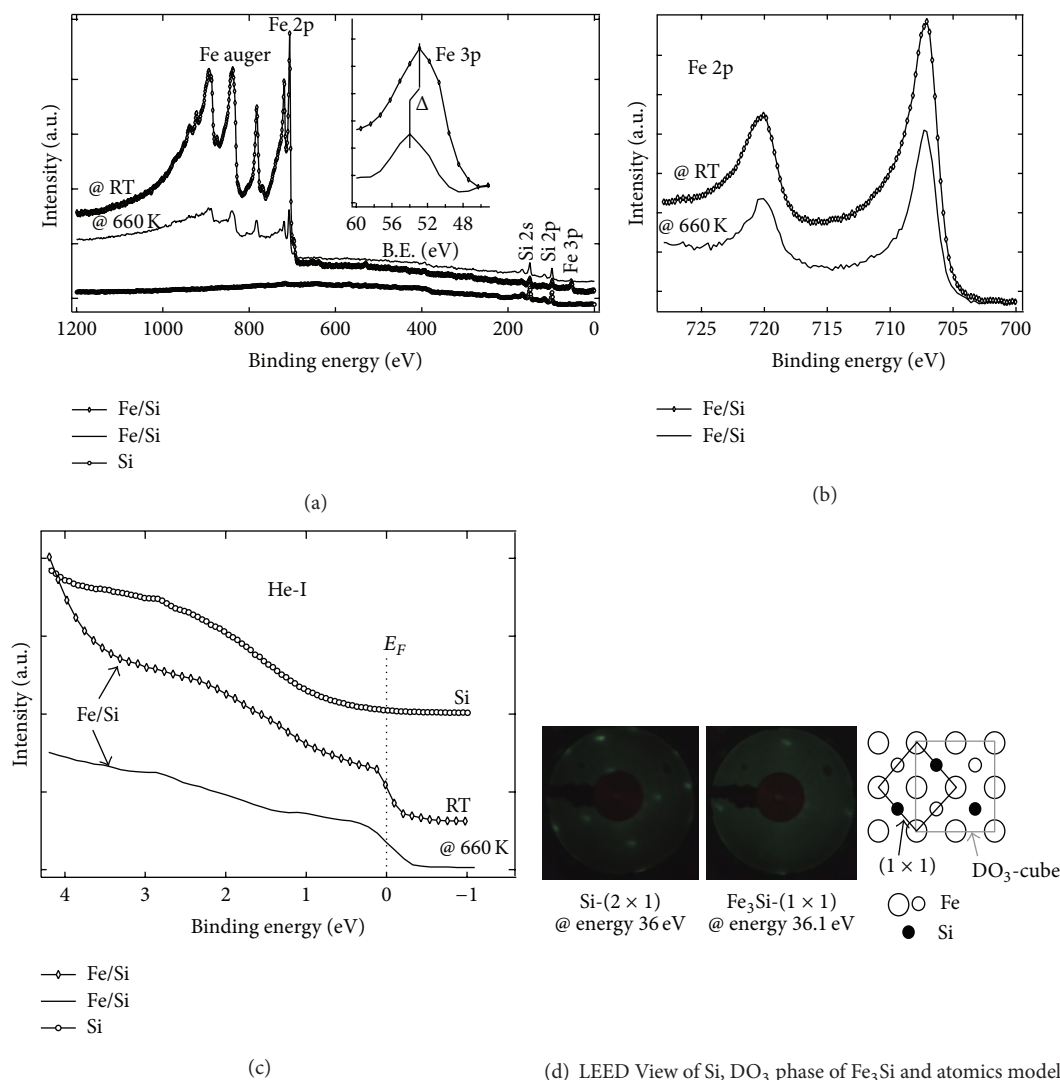 Intensity (a.u.)
Fe auger
Fe 2p
Fe 3p
Δ
60 56 52 48
B.E. (eV)
@ RT
@ 660 K
Si 2s
Si 2p
Fe 3p
1200 1000 800 600 400 200 0
Binding energy (eV)
Fe/Si
Fe/Si
Si
(a)
Intensity (a.u.)
Fe 2p
@ RT
@ 660 K
725 720 715 710 705 700
Binding energy (eV)
Fe/Si
Fe/Si
(b)
Intensity (a.u.)
He-I
E_F
Si
Fe/Si
RT
@ 660 K
4 3 2 1 0 −1
Binding energy (eV)
Fe/Si
Fe/Si
Si
(c)
Si-(2 × 1)
@ energy 36 eV
Fe₃Si-(1 × 1)
@ energy 36.1 eV
(1 × 1)
DO₃-cube
Fe
Si
(d) LEED View of Si, DO₃ phase of Fe₃Si and atomics model